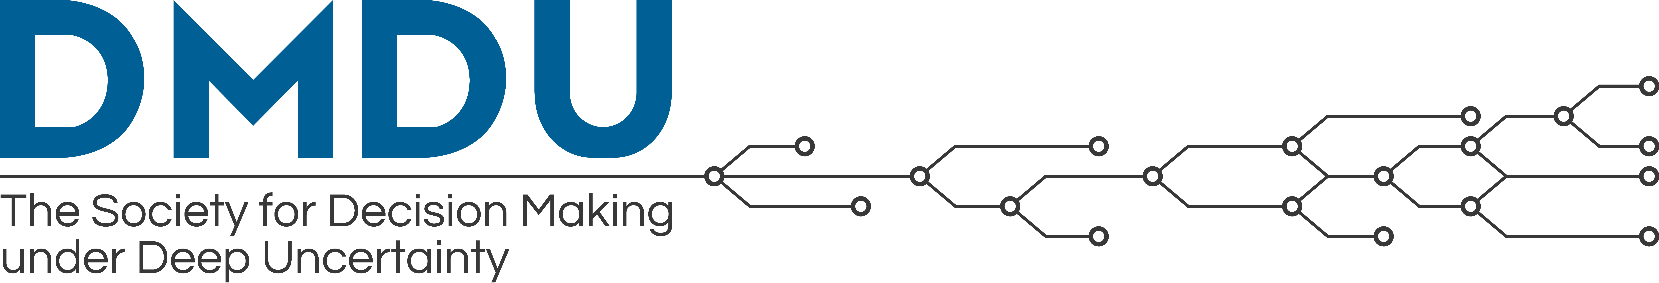 DMDU
The Society for Decision Making
under Deep Uncertainty